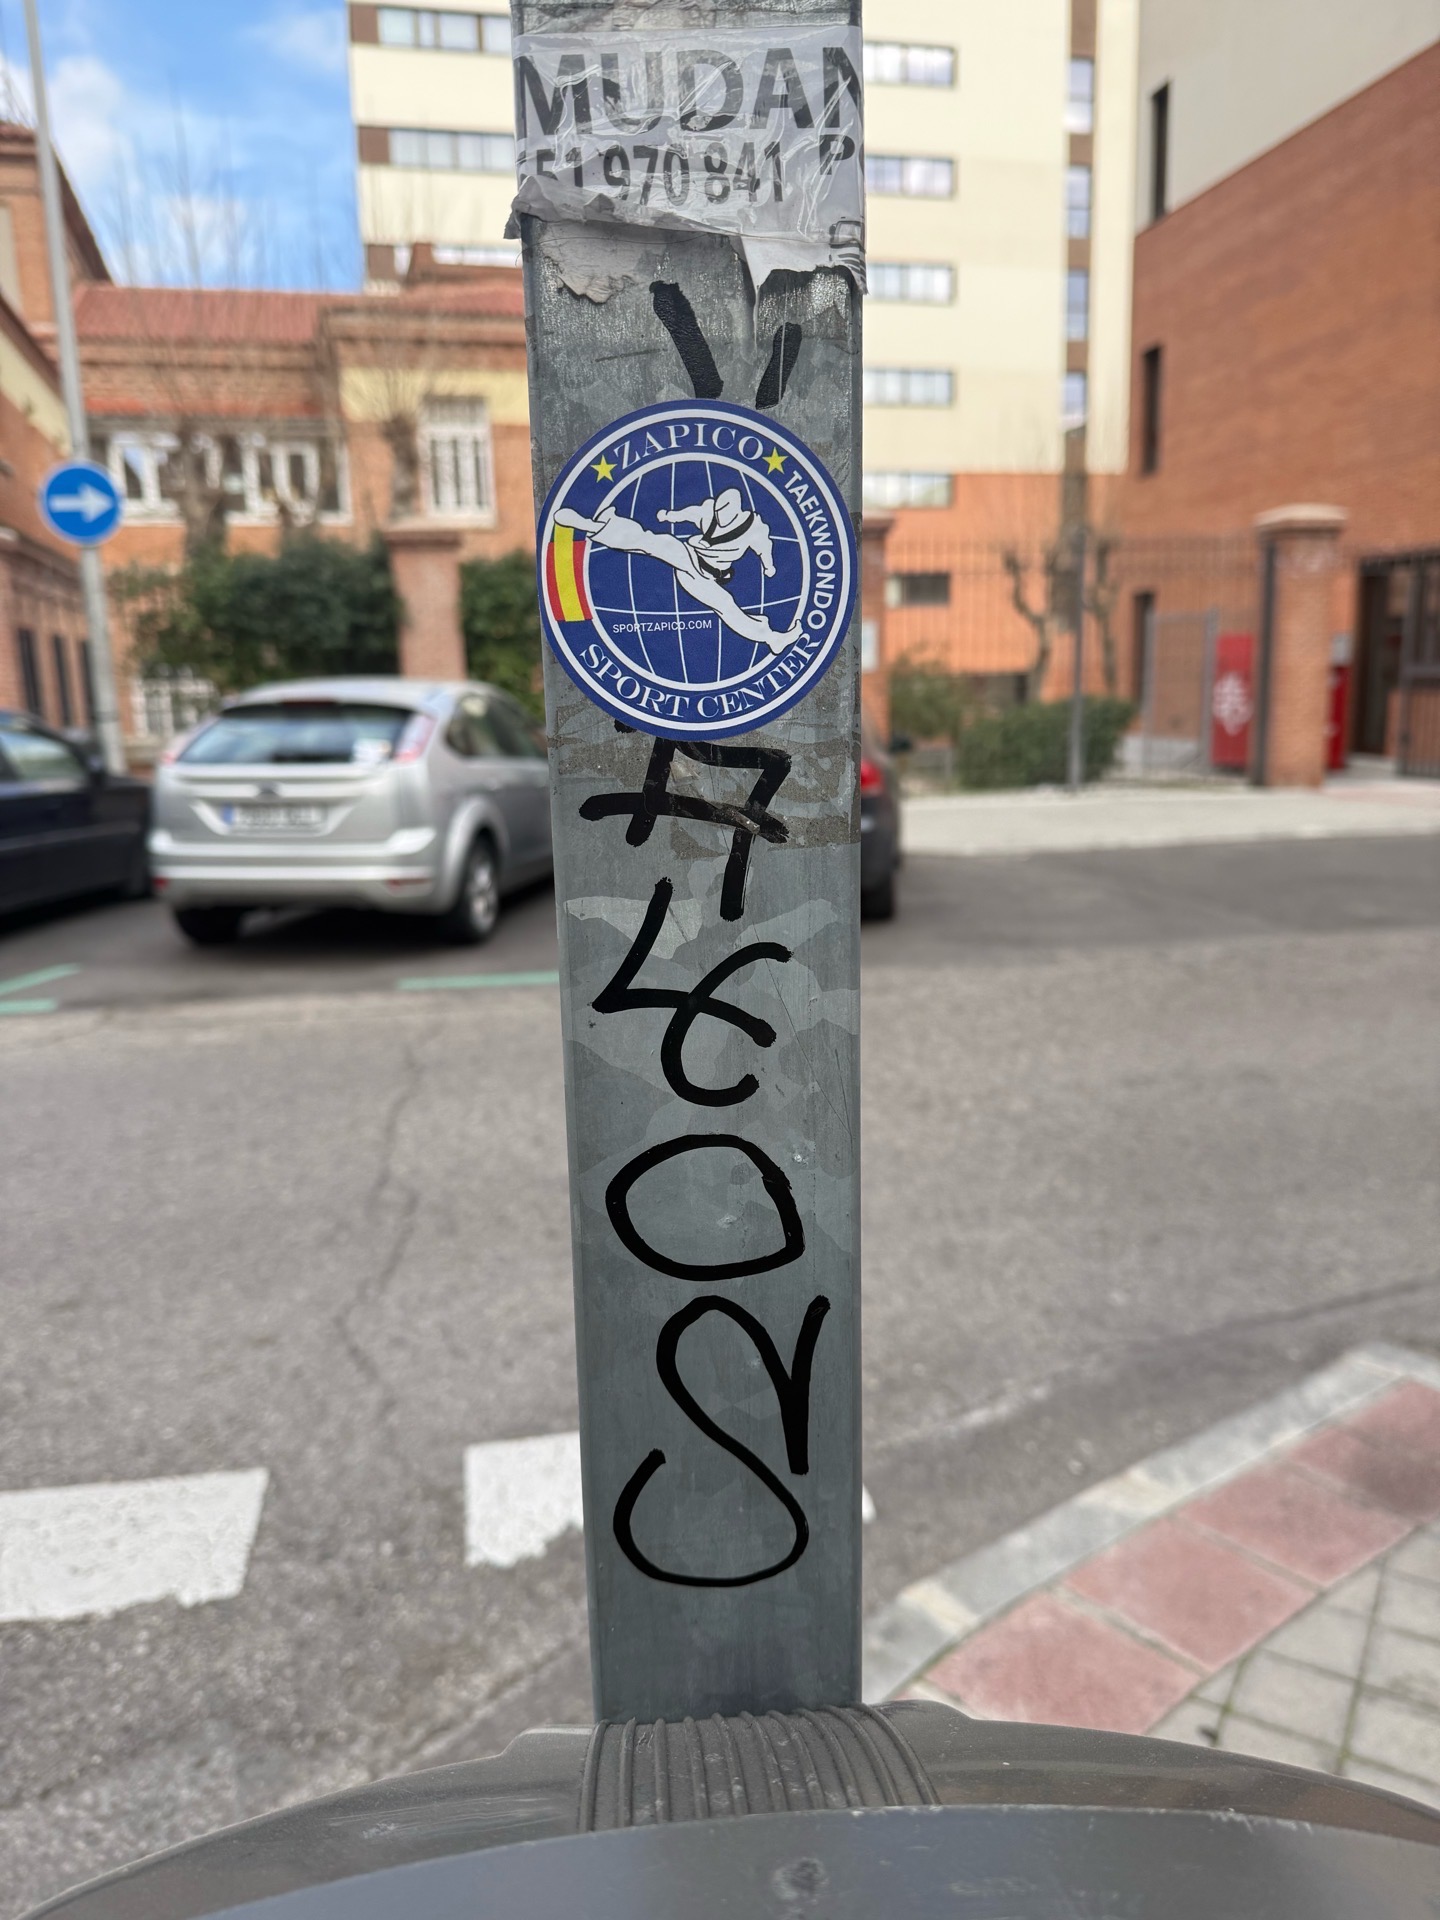 MUDAN
51 970 841 P
ZAPICO
TAEKWONDO
SPORTZAPICO.COM
SPORT CENTER